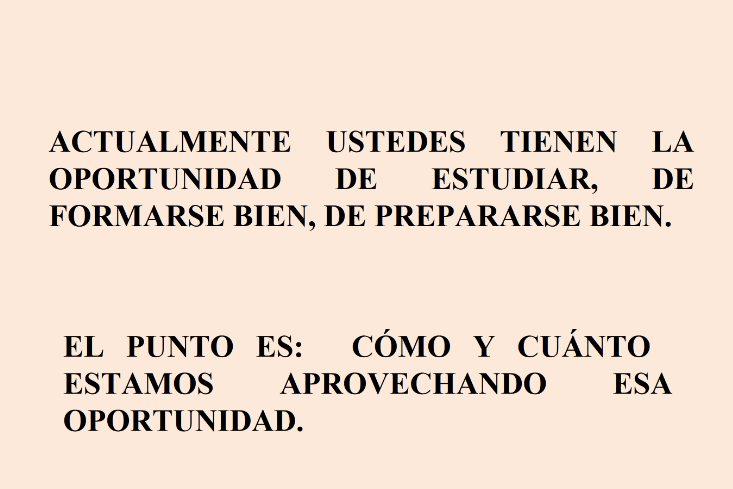 ACTUALMENTE USTEDES TIENEN LA
OPORTUNIDAD DE ESTUDIAR, DE
FORMARSE BIEN, DE PREPARARSE BIEN.
EL PUNTO ES: CÓMO Y CUÁNTO
ESTAMOS APROVECHANDO ESA
OPORTUNIDAD.